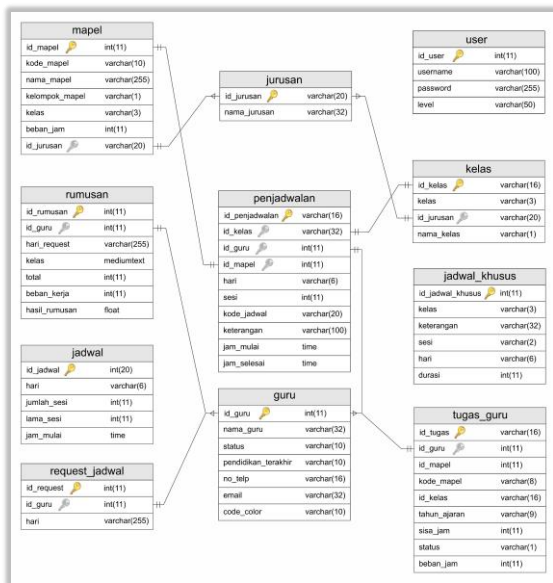 mapel
id_mapel int(11)
kode_mapel varchar(10)
nama_mapel varchar(255)
kelompok_mapel varchar(1)
kelas varchar(3)
beban_jam int(11)
id_jurusan varchar(20)
user
id_user int(11)
username varchar(100)
password varchar(255)
level varchar(50)
jurusan
id_jurusan varchar(20)
nama_jurusan varchar(32)
kelas
id_kelas varchar(16)
kelas varchar(3)
id_jurusan varchar(20)
nama_kelas varchar(1)
rumusan
id_rumusan int(11)
id_guru int(11)
hari_request varchar(255)
kelas mediumtext
total int(11)
beban_kerja int(11)
hasil_rumusan float
penjadwalan
id_penjadwalan varchar(16)
id_kelas varchar(32)
id_guru int(11)
id_mapel int(11)
hari varchar(6)
sesi int(11)
kode_jadwal varchar(20)
keterangan varchar(100)
jam_mulai time
jam_selesai time
jadwal_khusus
id_jadwal_khusus int(11)
kelas varchar(3)
keterangan varchar(32)
sesi varchar(2)
hari varchar(6)
durasi int(11)
jadwal
id_jadwal int(20)
hari varchar(6)
jumlah_sesi int(11)
lama_sesi int(11)
jam_mulai time
guru
id_guru int(11)
nama_guru varchar(32)
status varchar(10)
pendidikan_terakhir varchar(10)
no_telp varchar(16)
email varchar(32)
code_color varchar(10)
tugas_guru
id_tugas varchar(16)
id_guru int(11)
id_mapel int(11)
kode_mapel varchar(8)
id_kelas varchar(16)
tahun_ajaran varchar(9)
sisa_jam int(11)
status varchar(1)
beban_jam int(11)
request_jadwal
id_request int(11)
id_guru int(11)
hari varchar(255)